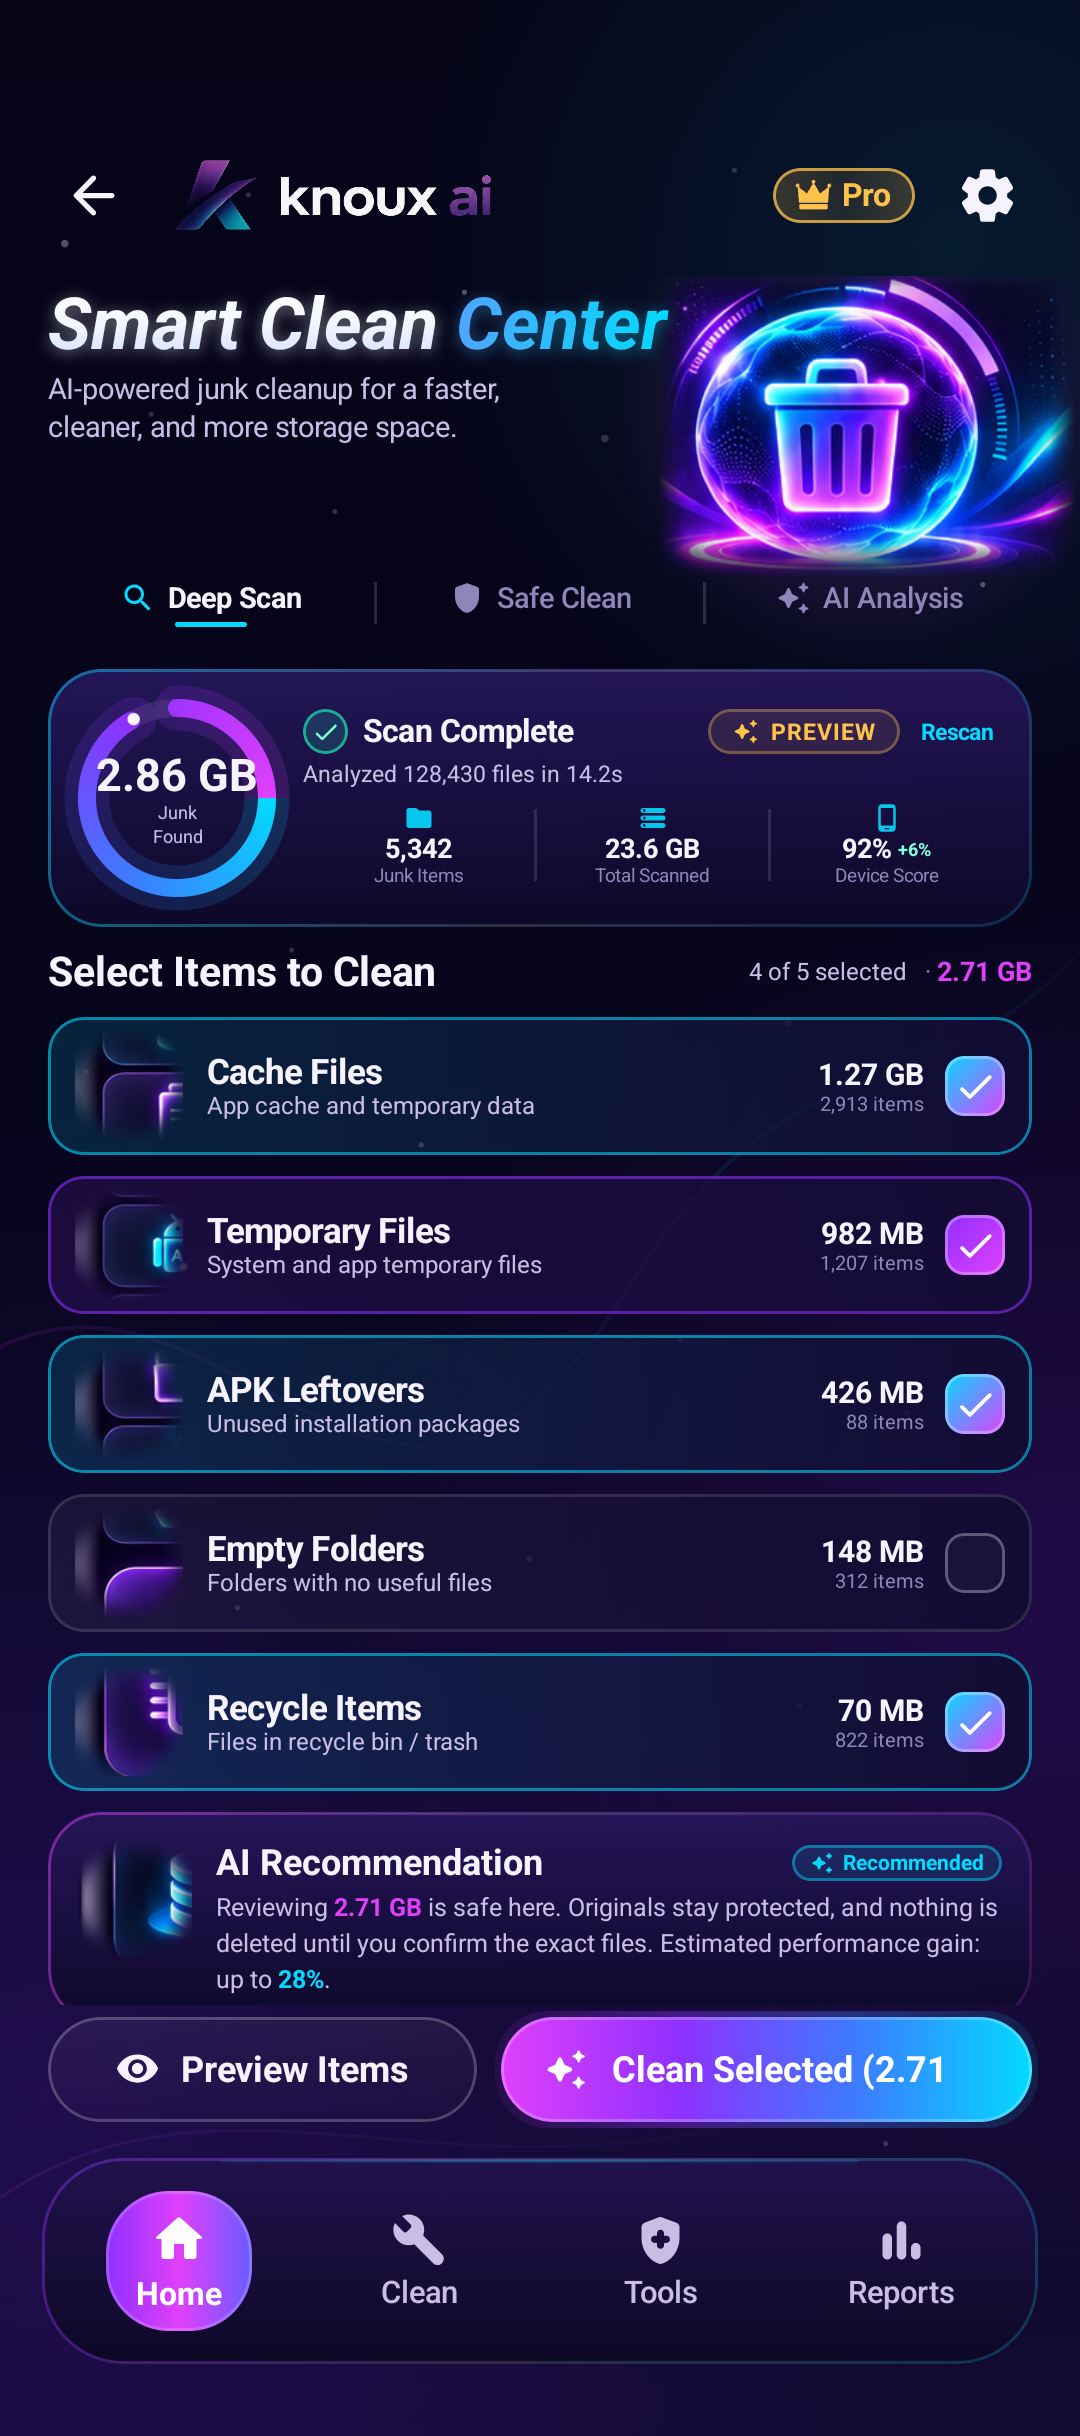 knoux ai
Pro
Smart Clean Center
AI-powered junk cleanup for a faster,
cleaner, and more storage space.
Deep Scan
Safe Clean
AI Analysis
2.86 GB
Junk
Found
Scan Complete
PREVIEW
Rescan
Analyzed 128,430 files in 14.2s
5,342
Junk Items
23.6 GB
Total Scanned
92% +6%
Device Score
Select Items to Clean
4 of 5 selected · 2.71 GB
Cache Files
App cache and temporary data
1.27 GB
2,913 items
Temporary Files
System and app temporary files
982 MB
1,207 items
APK Leftovers
Unused installation packages
426 MB
88 items
Empty Folders
Folders with no useful files
148 MB
312 items
Recycle Items
Files in recycle bin / trash
70 MB
822 items
AI Recommendation
Recommended
Reviewing 2.71 GB is safe here. Originals stay protected, and nothing is
deleted until you confirm the exact files. Estimated performance gain:
up to 28%.
Preview Items
Clean Selected (2.71
Home
Clean
Tools
Reports